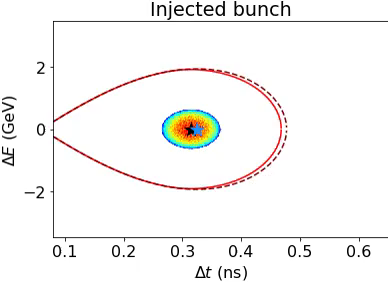 Injected bunch
ΔE (GeV)
2
0
−2
0.1 0.2 0.3 0.4 0.5 0.6
Δt (ns)